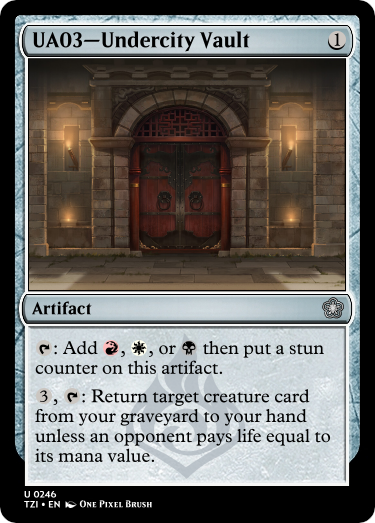 UA03—Undercity Vault 1
Artifact
: Add , , or then put a stun
counter on this artifact.
3, : Return target creature card
from your graveyard to your hand
unless an opponent pays life equal to
its mana value.
U 0246
TZI • EN One Pixel Brush